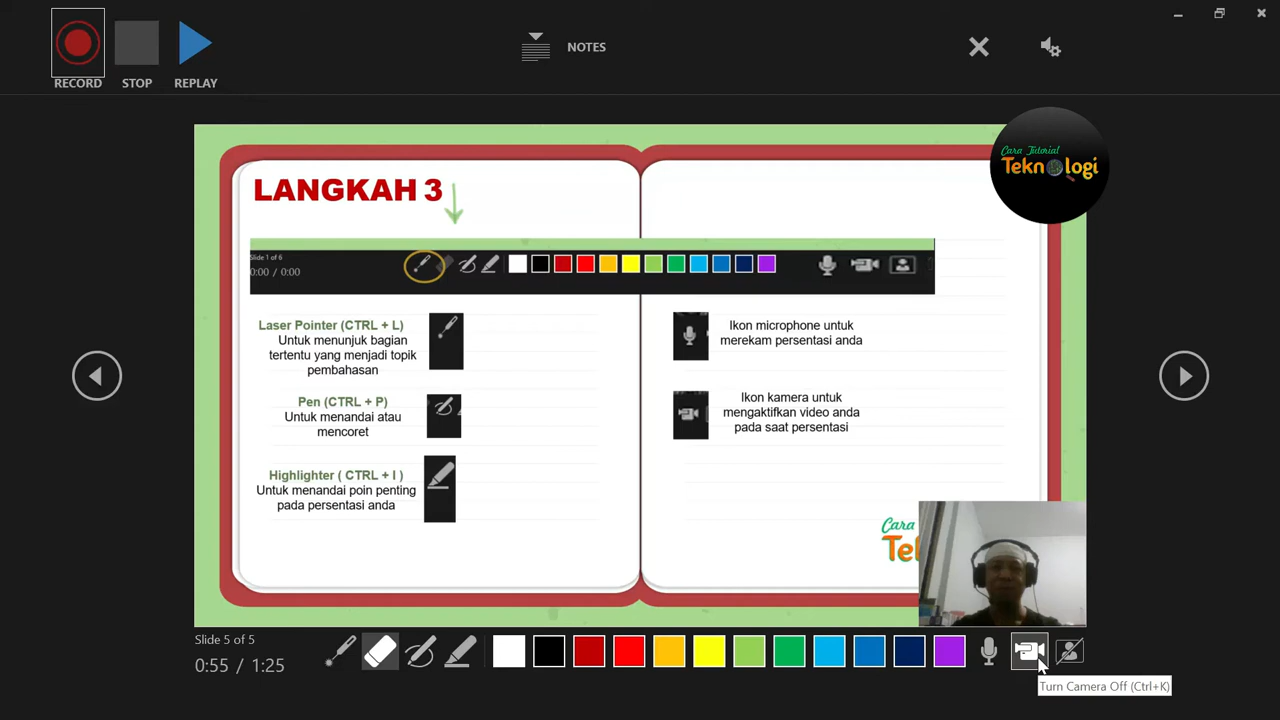 RECORD
STOP
REPLAY
NOTES
Cara Tutorial
Teknologi
LANGKAH 3
Slide 1 of 6
0:00 / 0:00
Laser Pointer (CTRL + L)
Untuk menunjuk bagian
tertentu yang menjadi topik
pembahasan
Pen (CTRL + P)
Untuk menandai atau
mencoret
Highlighter ( CTRL + I )
Untuk menandai poin penting
pada persentasi anda
Ikon microphone untuk
merekam persentasi anda
Ikon kamera untuk
mengaktifkan video anda
pada saat persentasi
Cara
Te
Slide 5 of 5
0:55 / 1:25
Turn Camera Off (Ctrl+K)